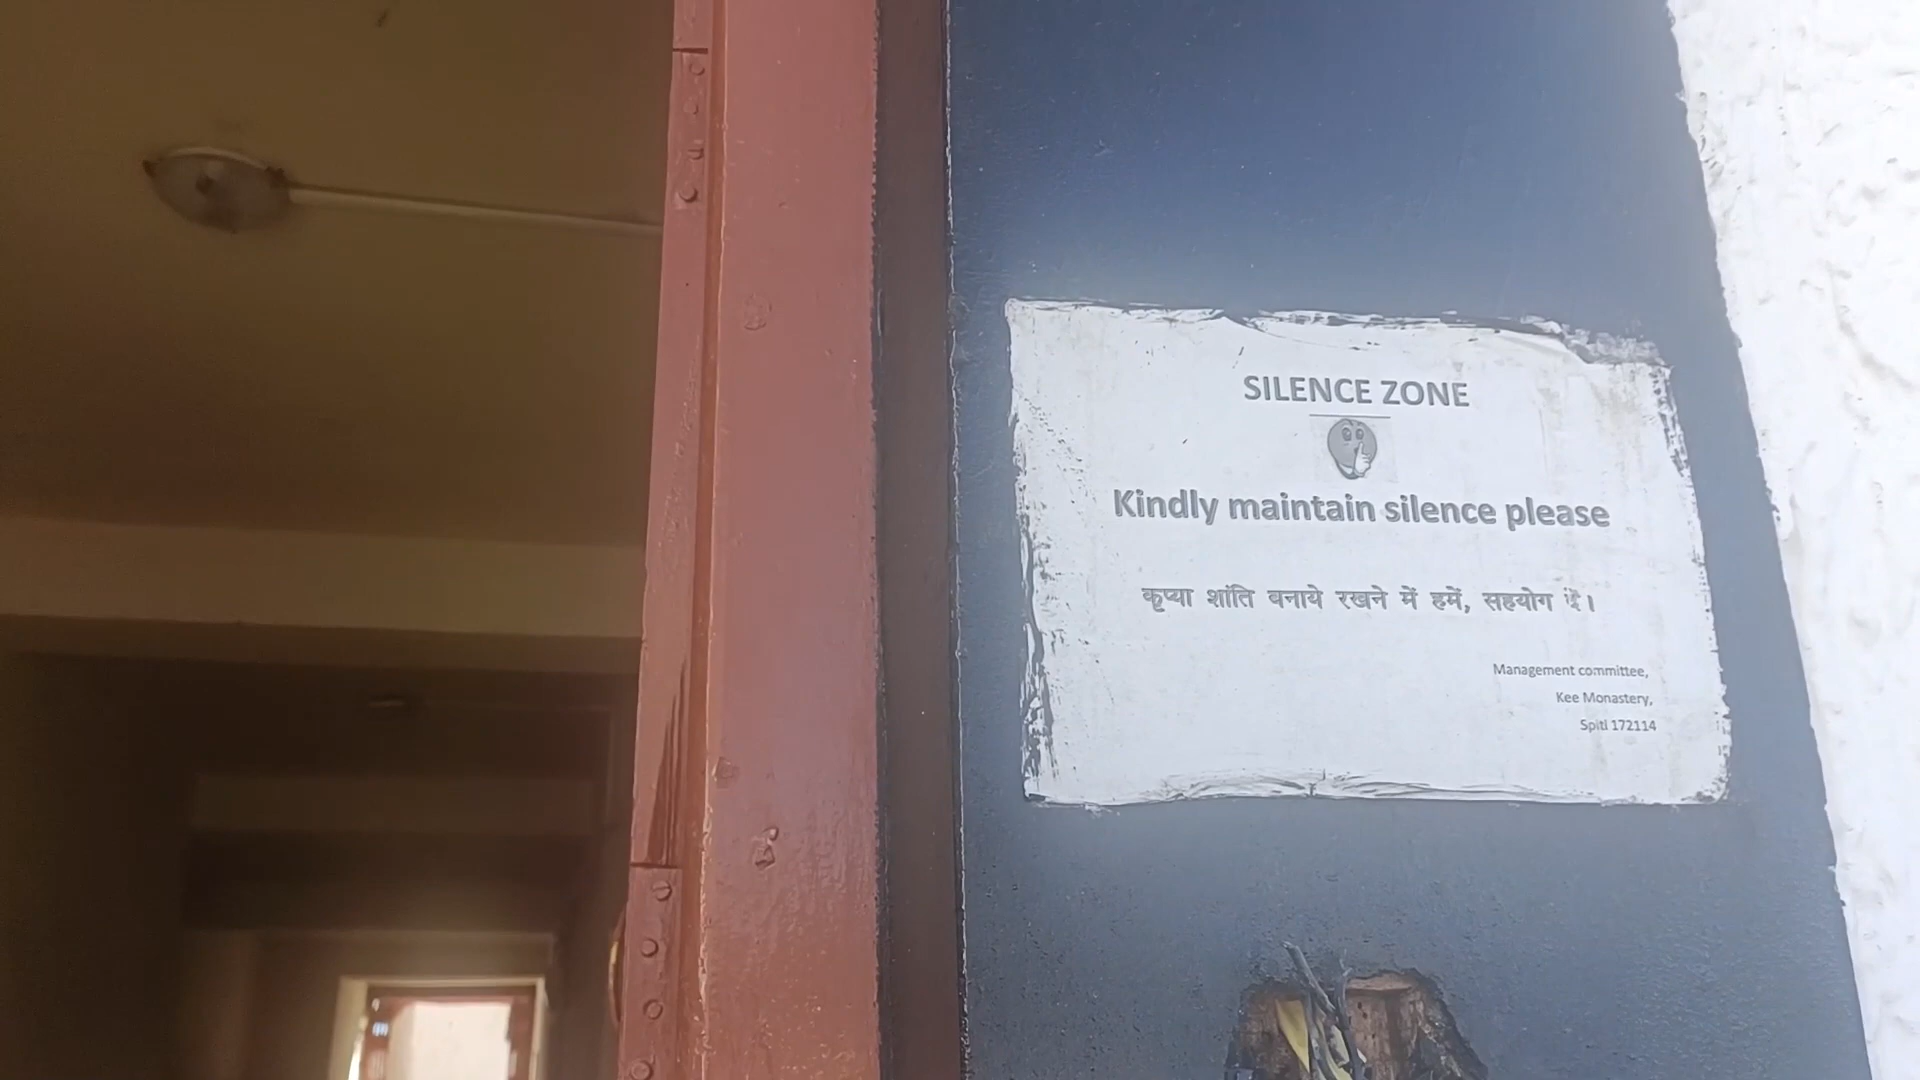 SILENCE ZONE
Kindly maintain silence please
कृप्या शांति बनाये रखने में हमें, सहयोग दें।
Management committee,
Kee Monastery,
Spiti 172114